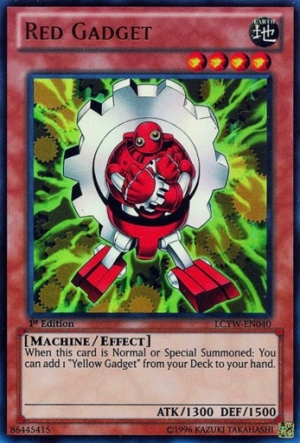 RED GADGET
EARTH
地
1st Edition
LCYW-EN040
[MACHINE/EFFECT]
When this card is Normal or Special Summoned: You
can add 1 "Yellow Gadget" from your Deck to your hand.
ATK/1300 DEF/1500
86445415
©1996 KAZUKI TAKAHASHI